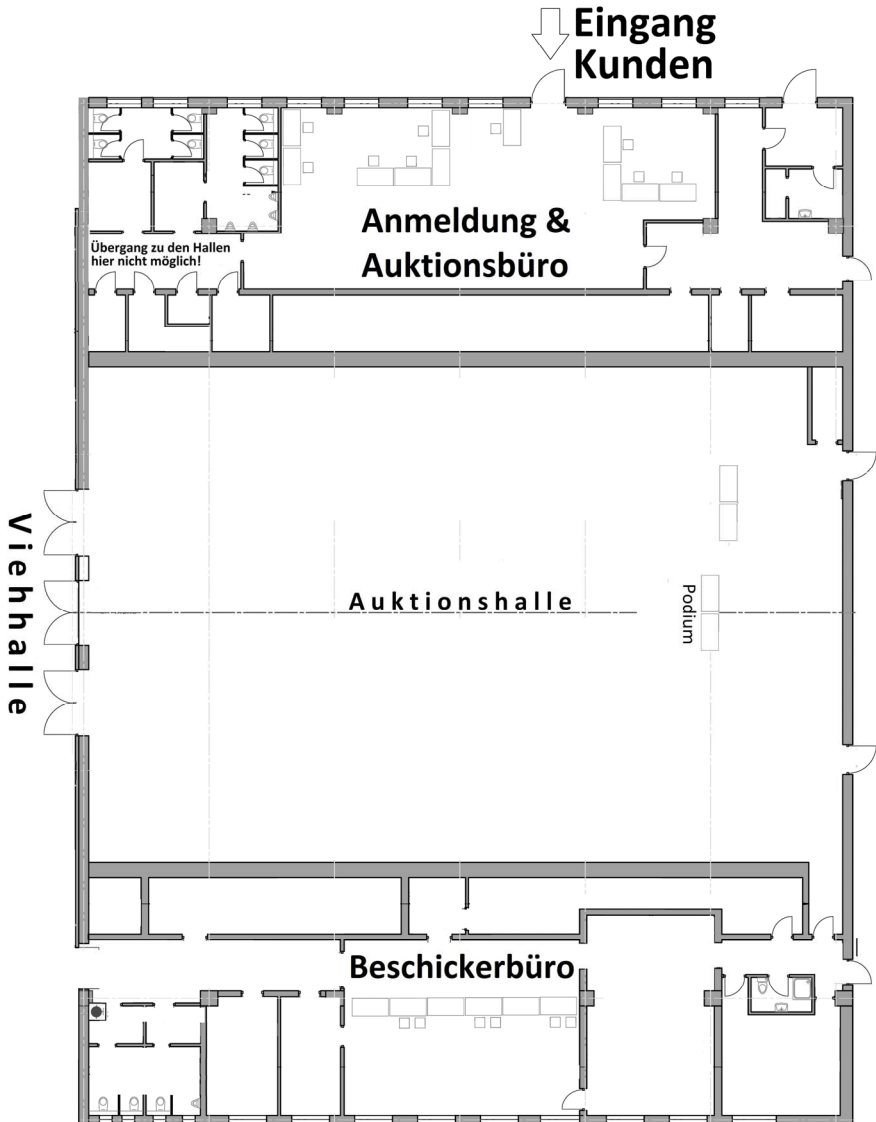 Eingang
Kunden
Anmeldung &
Auktionsbüro
Übergang zu den Hallen
hier nicht möglich!
Viehhalle
Auktionshalle
Podium
Beschickerbüro